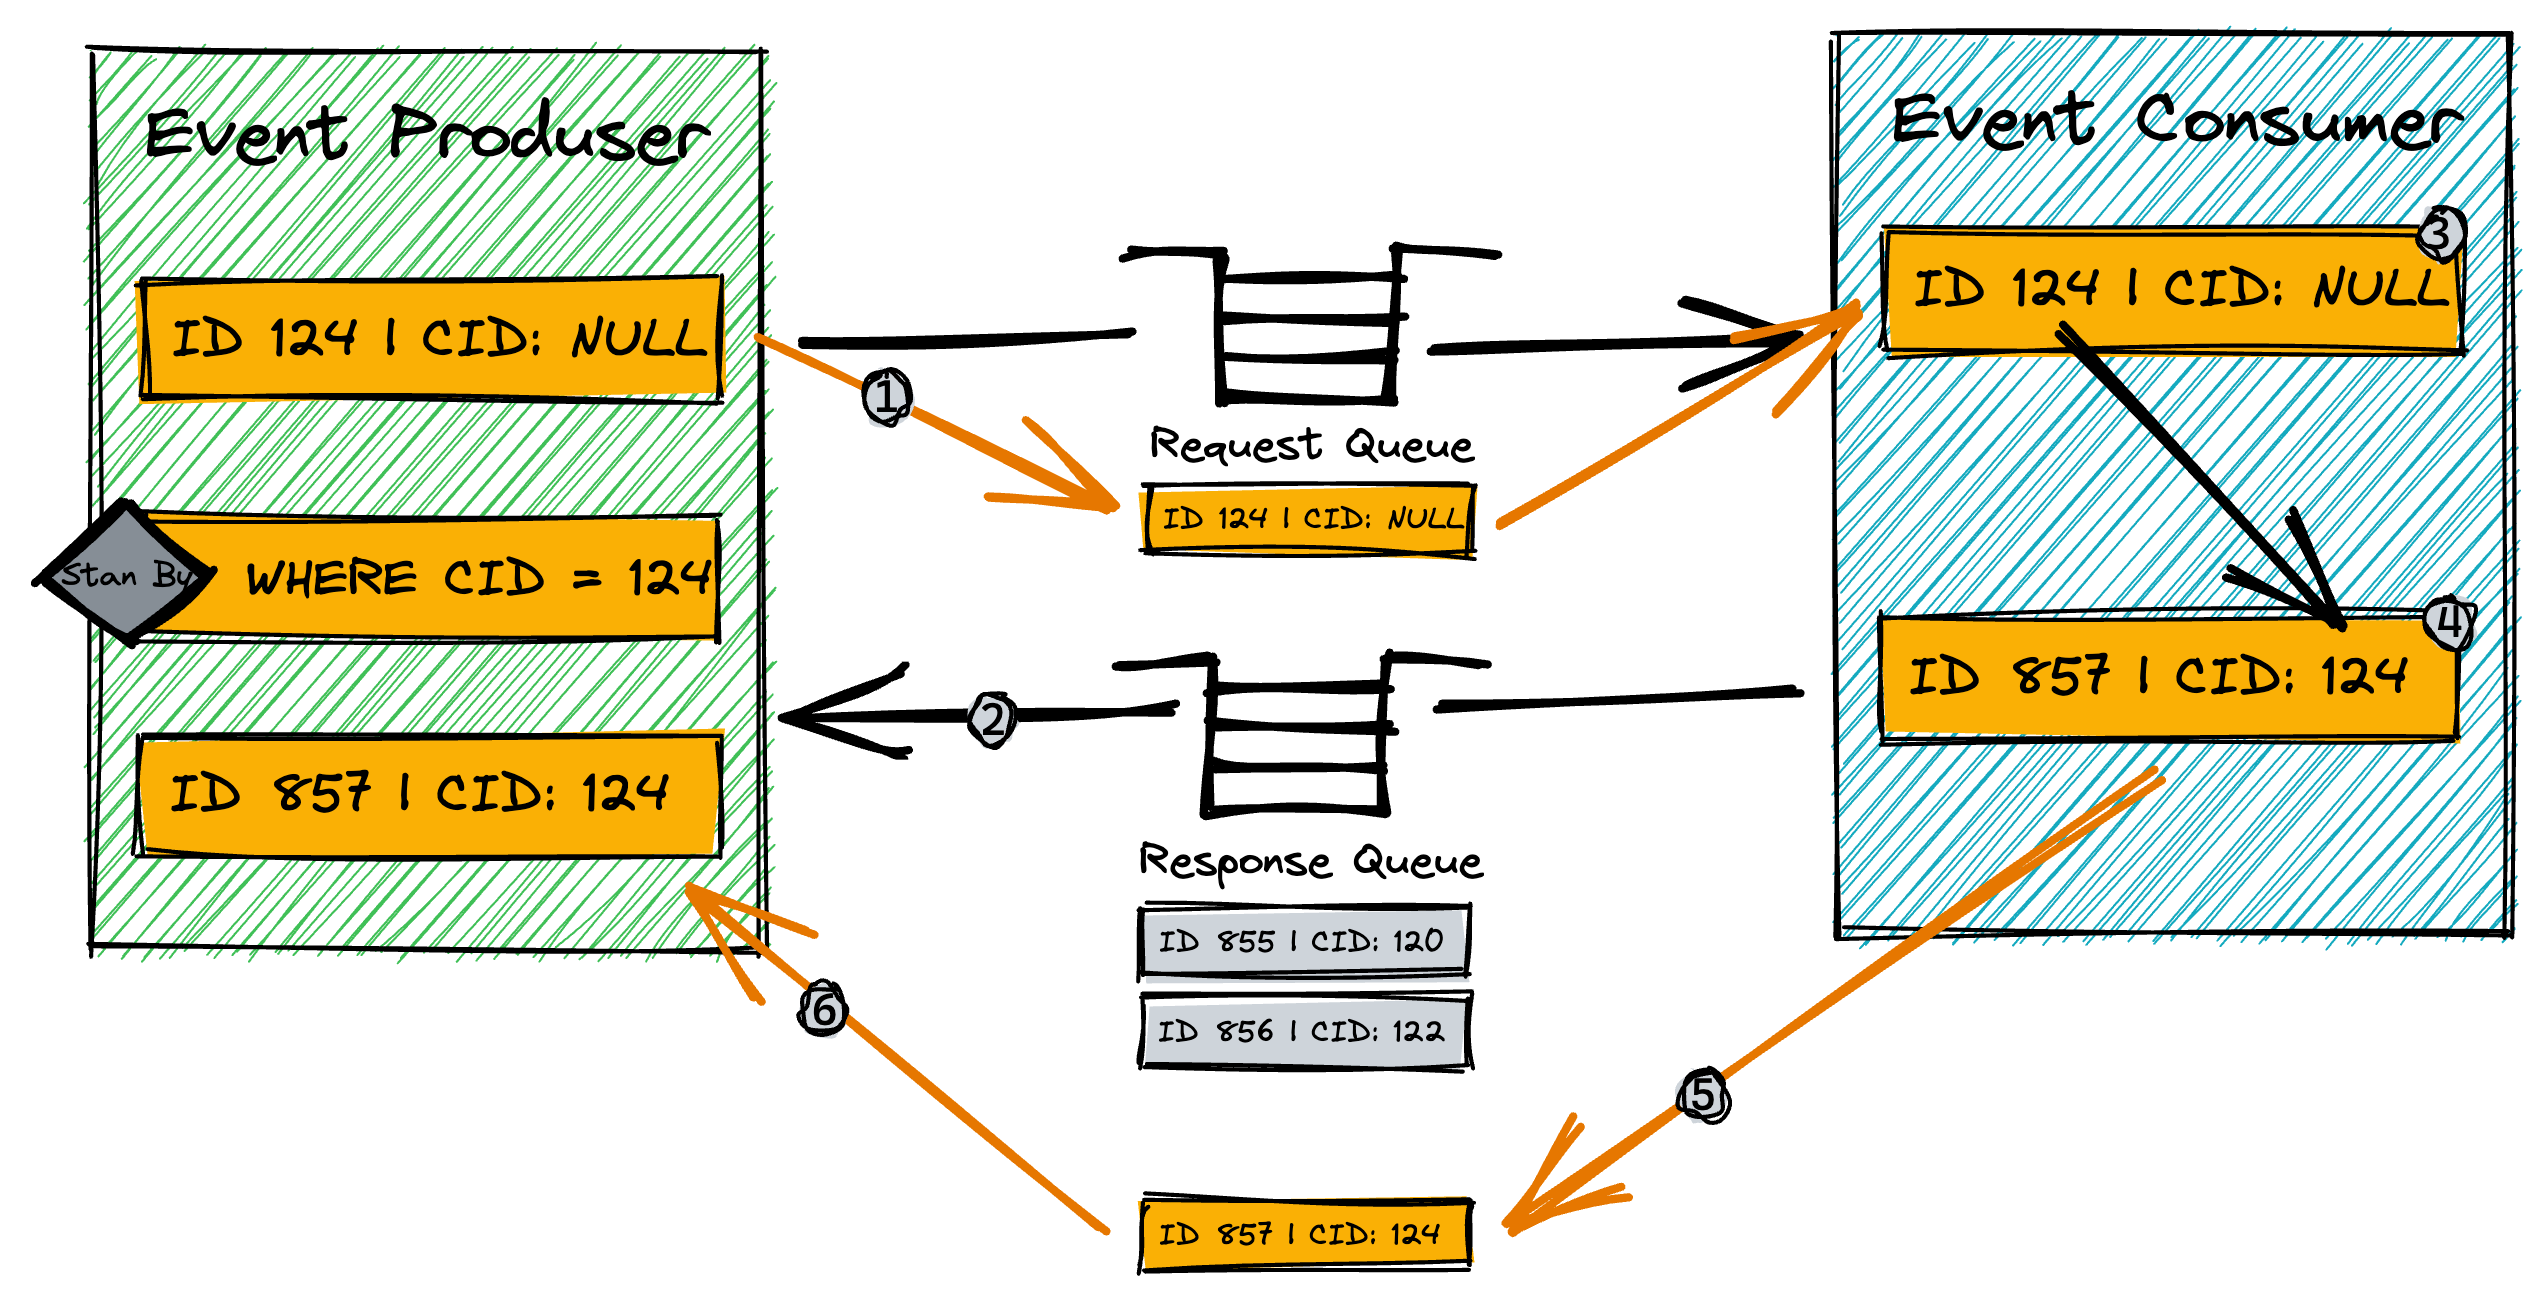 Event Produser
ID 124 | CID: NULL
Stan By
WHERE CID = 124
ID 857 | CID: 124
1
2
6
Request Queue
ID 124 | CID: NULL
Response Queue
ID 855 | CID: 120
ID 856 | CID: 122
ID 857 | CID: 124
5
Event Consumer
3
ID 124 | CID: NULL
4
ID 857 | CID: 124